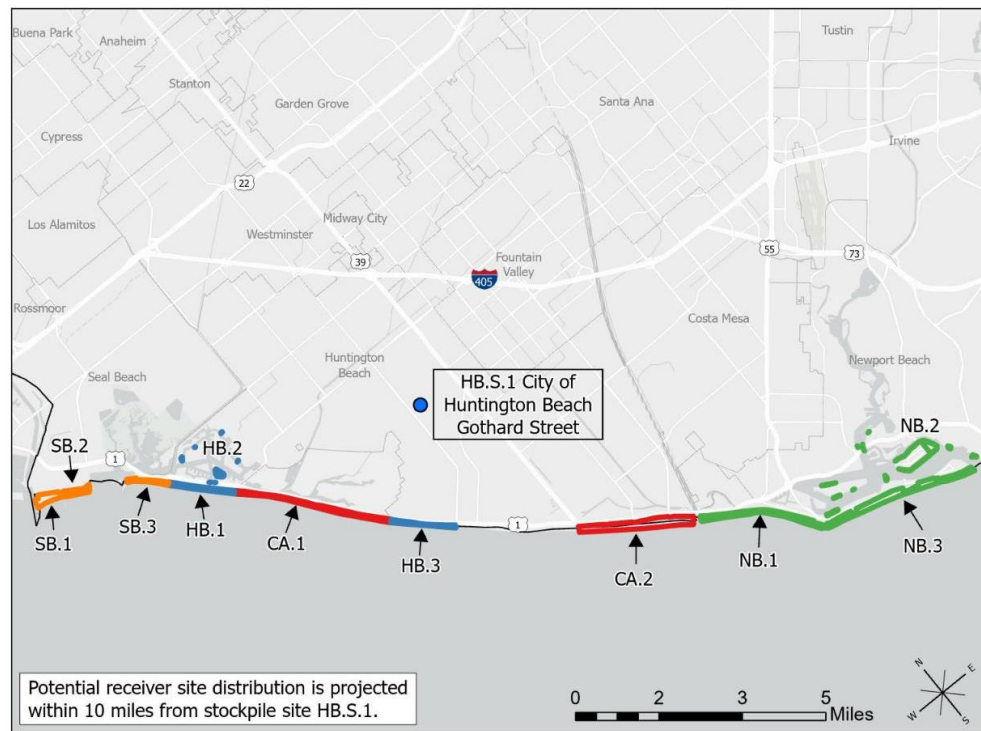 Buena Park
Anaheim
Tustin
Stanton
Garden Grove
Santa Ana
Cypress
Irvine
22
Los Alamitos
Midway City
Westminster
39
55
73
Fountain
Valley
405
Rossmoor
Costa Mesa
Huntington
Beach
Newport Beach
Seal Beach
HB.S.1 City of
Huntington Beach
Gothard Street
SB.2
1
HB.2
NB.2
SB.1
SB.3
HB.1
CA.1
HB.3
1
CA.2
NB.1
NB.3
Potential receiver site distribution is projected
within 10 miles from stockpile site HB.S.1.
0 2 3 5
Miles
N
E
W
S